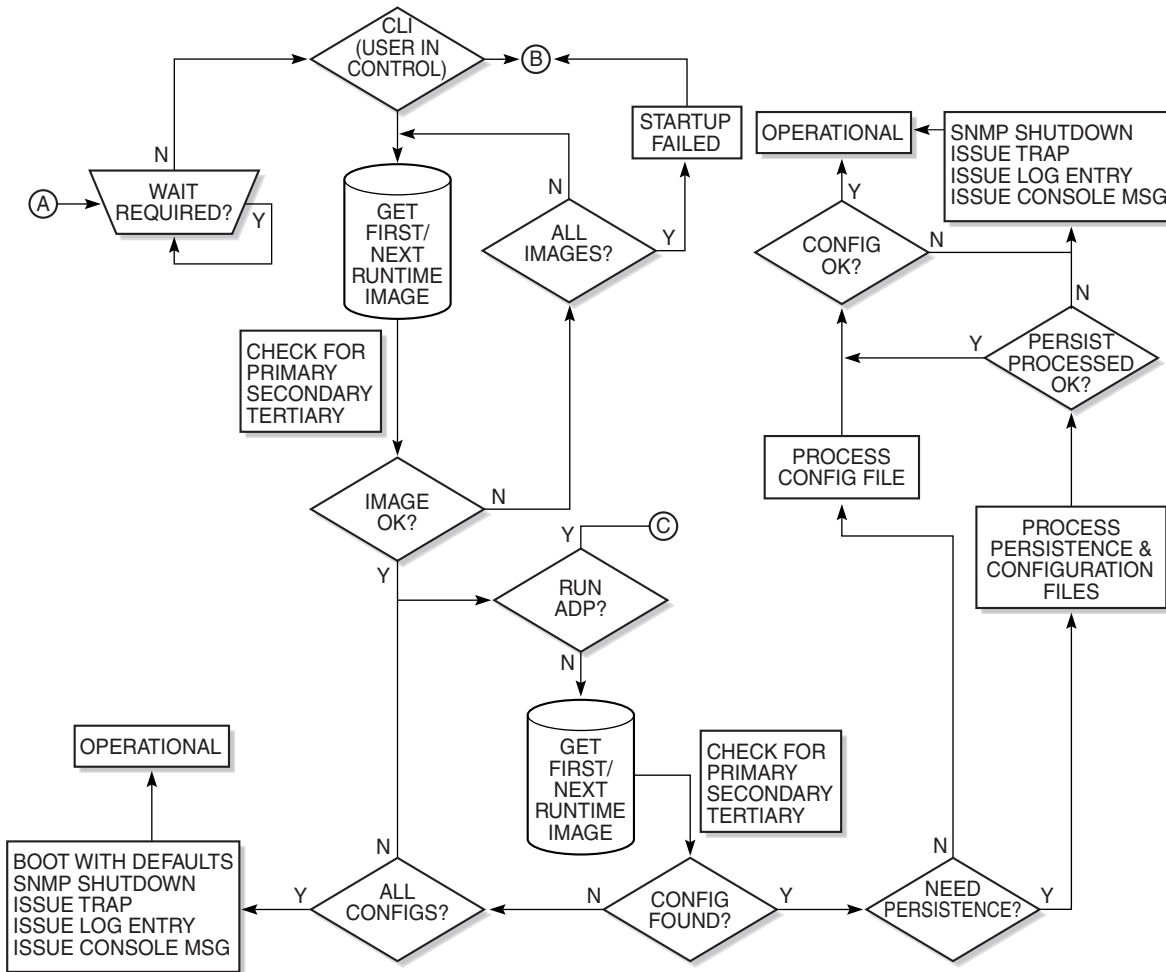 CLI
(USER IN
CONTROL)
B
N
A
WAIT
REQUIRED?
Y
GET
FIRST/
NEXT
RUNTIME
IMAGE
N
ALL
IMAGES?
Y
STARTUP
FAILED
CHECK FOR
PRIMARY
SECONDARY
TERTIARY
IMAGE
OK?
N
Y
C
Y
RUN
ADP?
N
GET
FIRST/
NEXT
RUNTIME
IMAGE
CHECK FOR
PRIMARY
SECONDARY
TERTIARY
CONFIG
FOUND?
N
Y
ALL
CONFIGS?
N
Y
BOOT WITH DEFAULTS
SNMP SHUTDOWN
ISSUE TRAP
ISSUE LOG ENTRY
ISSUE CONSOLE MSG
OPERATIONAL
NEED
PERSISTENCE?
N
Y
PROCESS
CONFIG FILE
PROCESS
PERSISTENCE &
CONFIGURATION
FILES
PERSIST
PROCESSED
OK?
Y
N
CONFIG
OK?
Y
N
OPERATIONAL
SNMP SHUTDOWN
ISSUE TRAP
ISSUE LOG ENTRY
ISSUE CONSOLE MSG